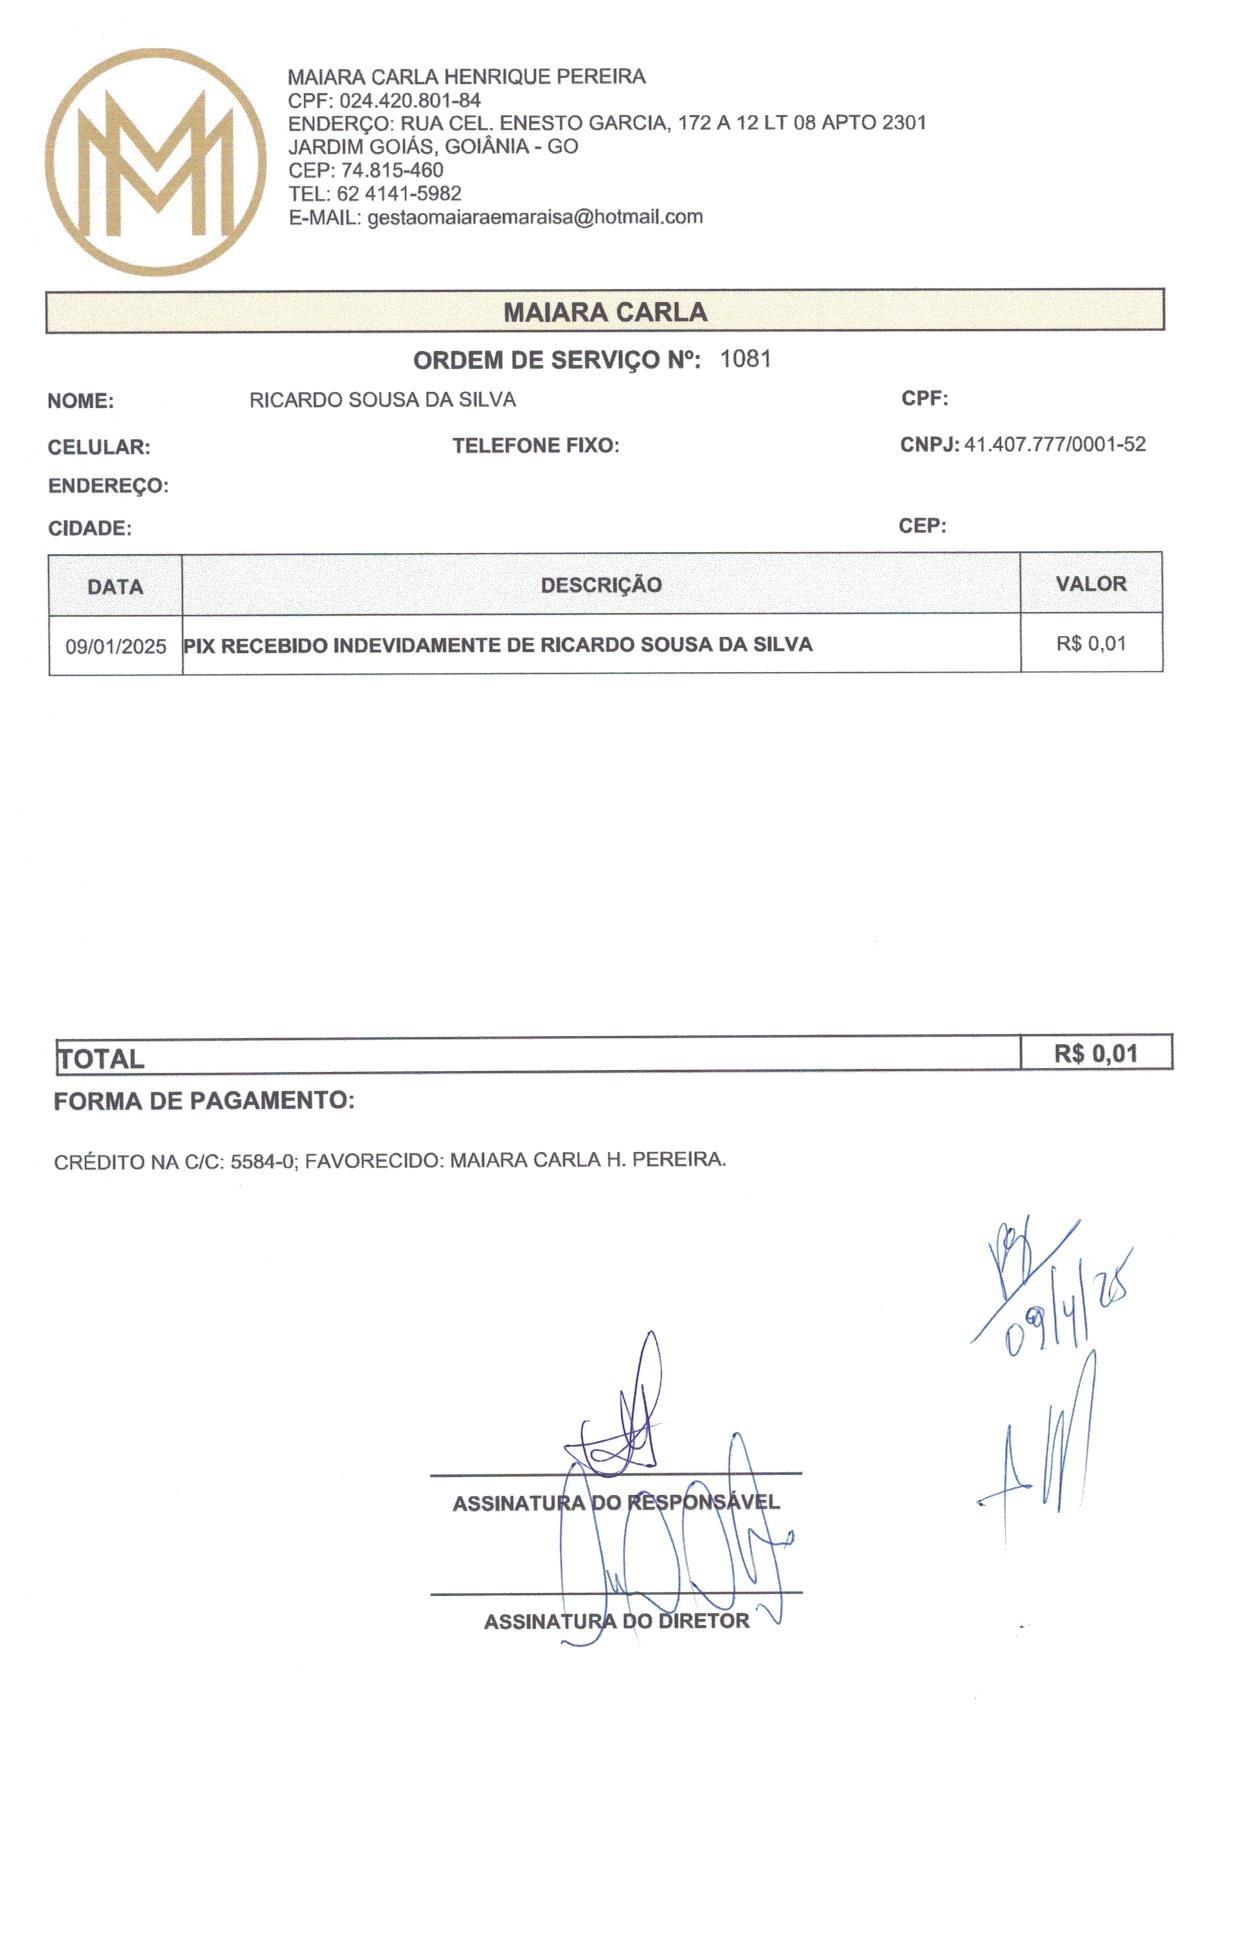 MAIARA CARLA HENRIQUE PEREIRA
CPF: 024.420.801-84
ENDERÇO: RUA CEL. ENESTO GARCIA, 172 A 12 LT 08 APTO 2301
JARDIM GOIÁS, GOIÂNIA - GO
CEP: 74.815-460
TEL: 62 4141-5982
E-MAIL: gestaomaiaraemaraisa@hotmail.com
MAIARA CARLA
ORDEM DE SERVIÇO Nº: 1081
NOME: RICARDO SOUSA DA SILVA CPF:
CELULAR: TELEFONE FIXO: CNPJ: 41.407.777/0001-52
ENDEREÇO:
CIDADE: CEP:
DATA DESCRIÇÃO VALOR
09/01/2025 PIX RECEBIDO INDEVIDAMENTE DE RICARDO SOUSA DA SILVA R$ 0,01
TOTAL R$ 0,01
FORMA DE PAGAMENTO:
CRÉDITO NA C/C: 5584-0; FAVORECIDO: MAIARA CARLA H. PEREIRA.
09/4/25
ASSINATURA DO RESPONSÁVEL
ASSINATURA DO DIRETOR